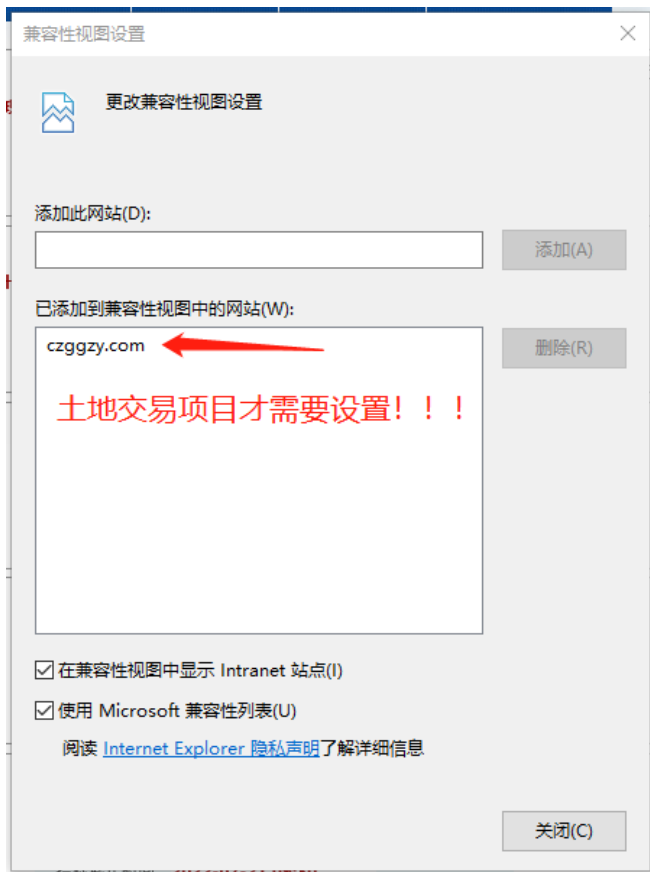 兼容性视图设置
更改兼容性视图设置
添加此网站(D):
添加(A)
已添加到兼容性视图中的网站(W):
czggzy.com
删除(R)
土地交易项目才需要设置！！！
在兼容性视图中显示 Intranet 站点(I)
使用 Microsoft 兼容性列表(U)
阅读 Internet Explorer 隐私声明了解详细信息
关闭(C)